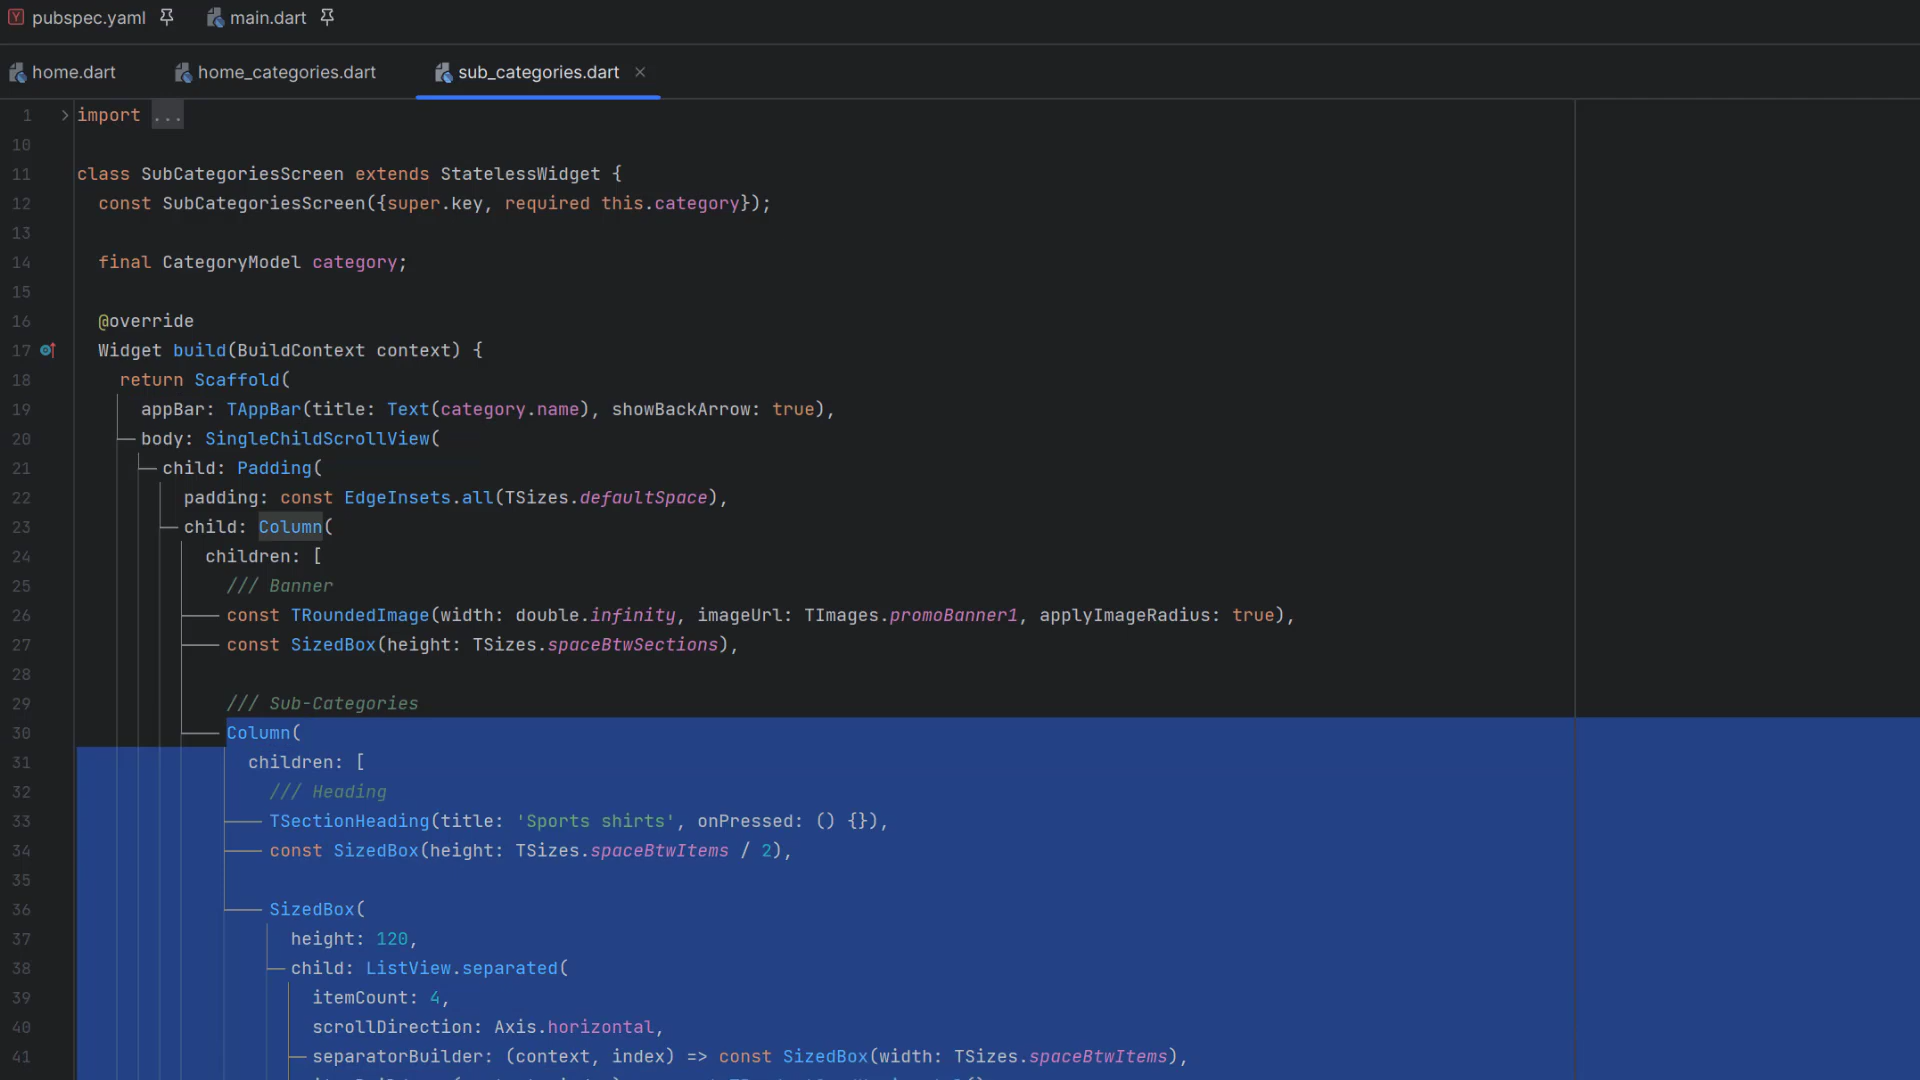 pubspec.yaml main.dart
home.dart home_categories.dart sub_categories.dart
1 import ...
10
11 class SubCategoriesScreen extends StatelessWidget {
12 const SubCategoriesScreen({super.key, required this.category});
13
14 final CategoryModel category;
15
16 @override
17 Widget build(BuildContext context) {
18 return Scaffold(
19 appBar: TAppBar(title: Text(category.name), showBackArrow: true),
20 body: SingleChildScrollView(
21 child: Padding(
22 padding: const EdgeInsets.all(TSizes.defaultSpace),
23 child: Column(
24 children: [
25 /// Banner
26 const TRoundedImage(width: double.infinity, imageUrl: TImages.promoBanner1, applyImageRadius: true),
27 const SizedBox(height: TSizes.spaceBtwSections),
28
29 /// Sub-Categories
30 Column(
31 children: [
32 /// Heading
33 TSectionHeading(title: 'Sports shirts', onPressed: () {}),
34 const SizedBox(height: TSizes.spaceBtwItems / 2),
35
36 SizedBox(
37 height: 120,
38 child: ListView.separated(
39 itemCount: 4,
40 scrollDirection: Axis.horizontal,
41 separatorBuilder: (context, index) => const SizedBox(width: TSizes.spaceBtwItems),